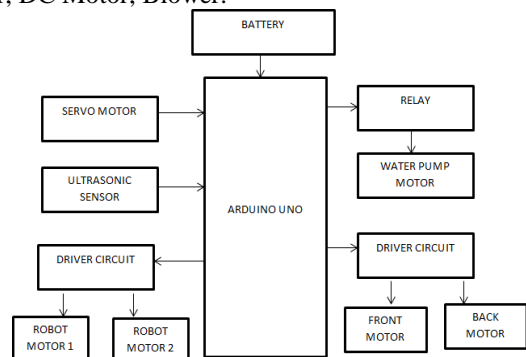 r, DC Motor, Blower.
BATTERY
SERVO MOTOR
RELAY
ULTRASONIC
SENSOR
WATER PUMP
MOTOR
ARDUINO UNO
DRIVER CIRCUIT
DRIVER CIRCUIT
ROBOT
MOTOR 1
ROBOT
MOTOR 2
FRONT
MOTOR
BACK
MOTOR